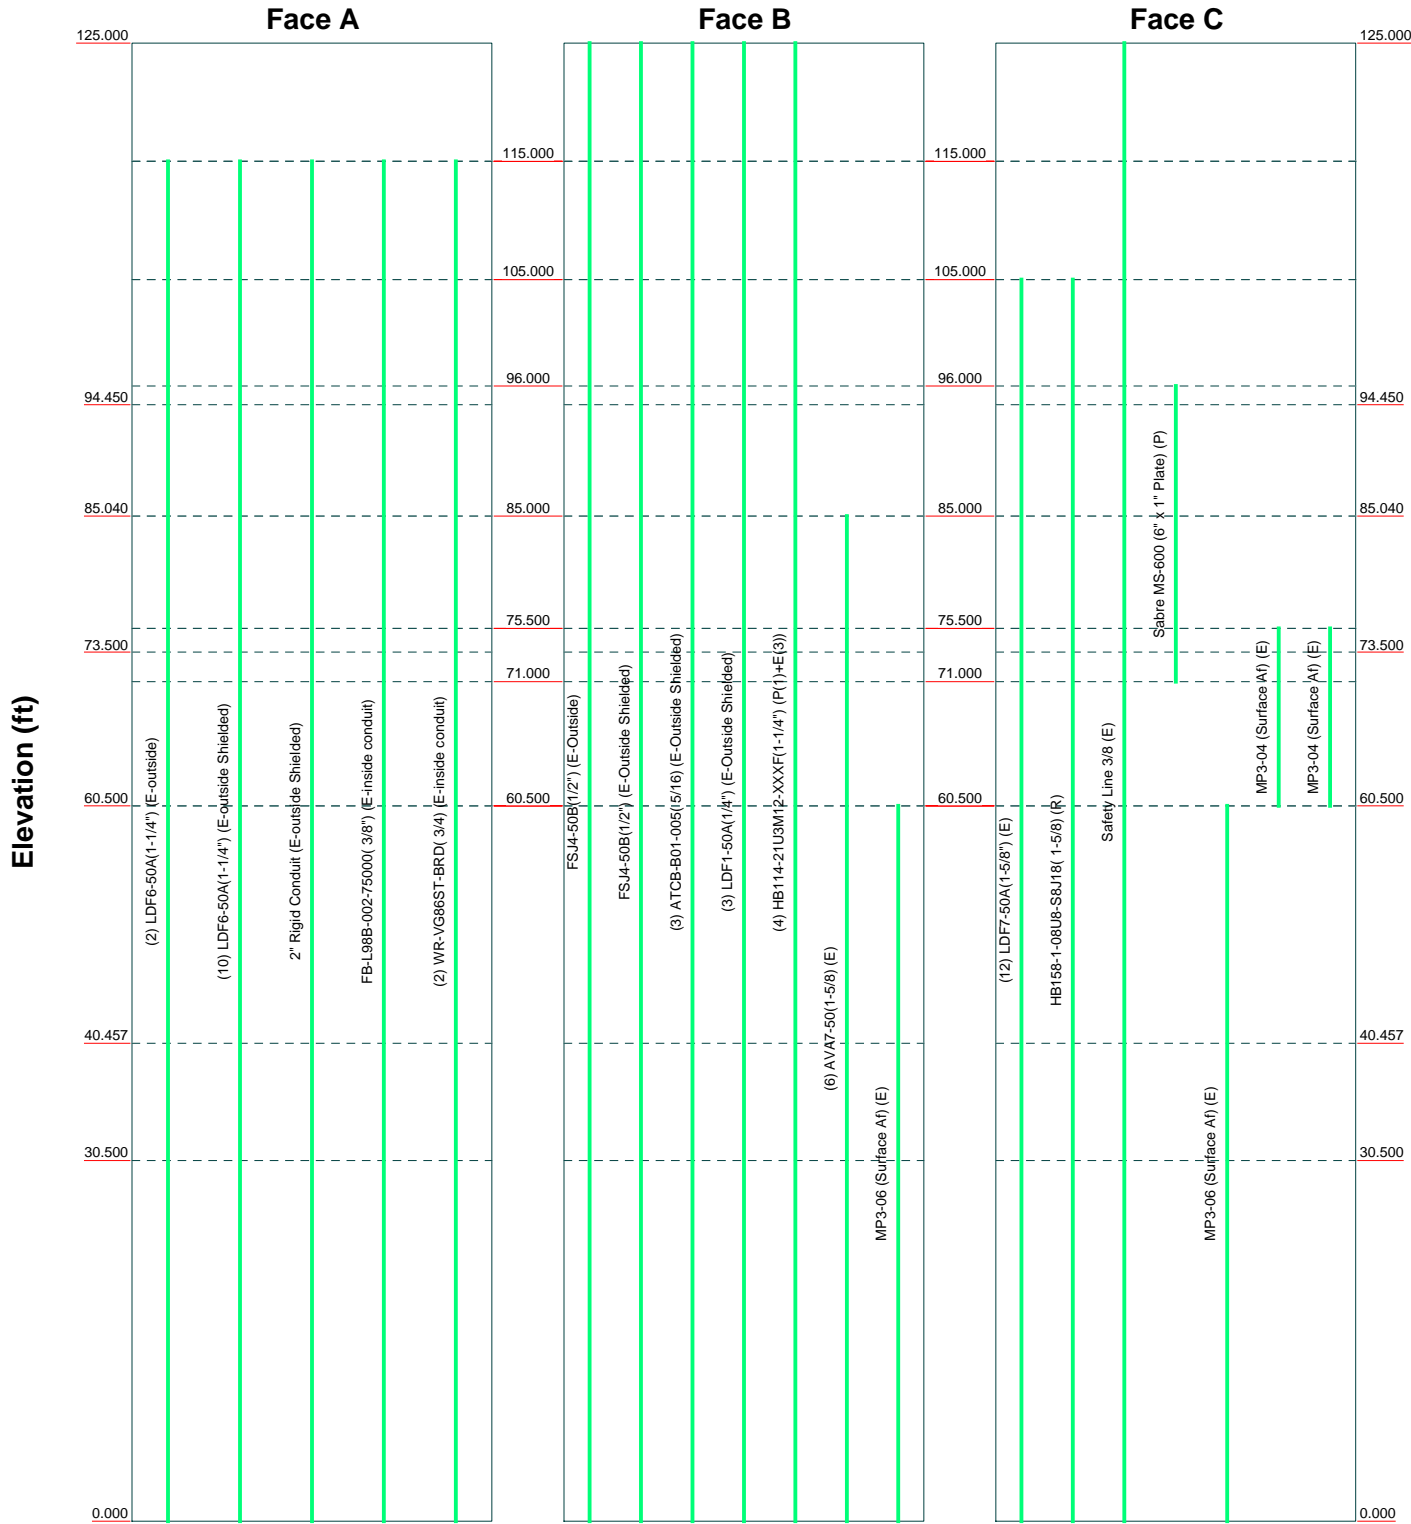 Face A
Face B
Face C
125.000
125.000
115.000
115.000
105.000
105.000
96.000
96.000
94.450
94.450
85.040
85.000
85.000
85.040
75.500
75.500
73.500
73.500
71.000
71.000
60.500
60.500
60.500
60.500
40.457
40.457
30.500
30.500
0.000
0.000
Elevation (ft)
(2) LDF6-50A(1-1/4") (E-outside)
(10) LDF6-50A(1-1/4") (E-outside Shielded)
2" Rigid Conduit (E-outside Shielded)
FB-L98B-002-75000( 3/8") (E-inside conduit)
(2) WR-VG86ST-BRD( 3/4) (E-inside conduit)
FSJ4-50B(1/2") (E-Outside)
FSJ4-50B(1/2") (E-Outside Shielded)
(3) ATCB-B01-005(15/16) (E-Outside Shielded)
(3) LDF1-50A(1/4") (E-Outside Shielded)
(4) HB114-21U3M12-XXXF(1-1/4") (P(1)+E(3))
(6) AVA7-50(1-5/8) (E)
MP3-06 (Surface Af) (E)
(12) LDF7-50A(1-5/8") (E)
HB158-1-08U8-S8J18( 1-5/8) (R)
Safety Line 3/8 (E)
Sabre MS-600 (6" x 1" Plate) (P)
MP3-06 (Surface Af) (E)
MP3-04 (Surface Af) (E)
MP3-04 (Surface Af) (E)